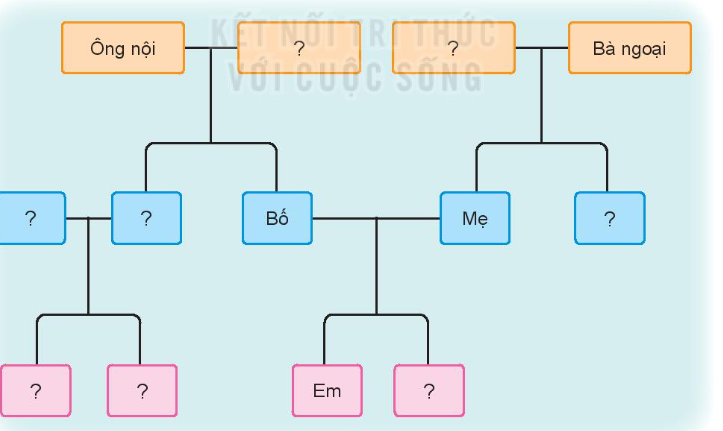 KẾT NỐI TRI THỨC
VỚI CUỘC SỐNG
Ông nội ? ? Bà ngoại
? ? Bố Mẹ ?
? ? Em ?